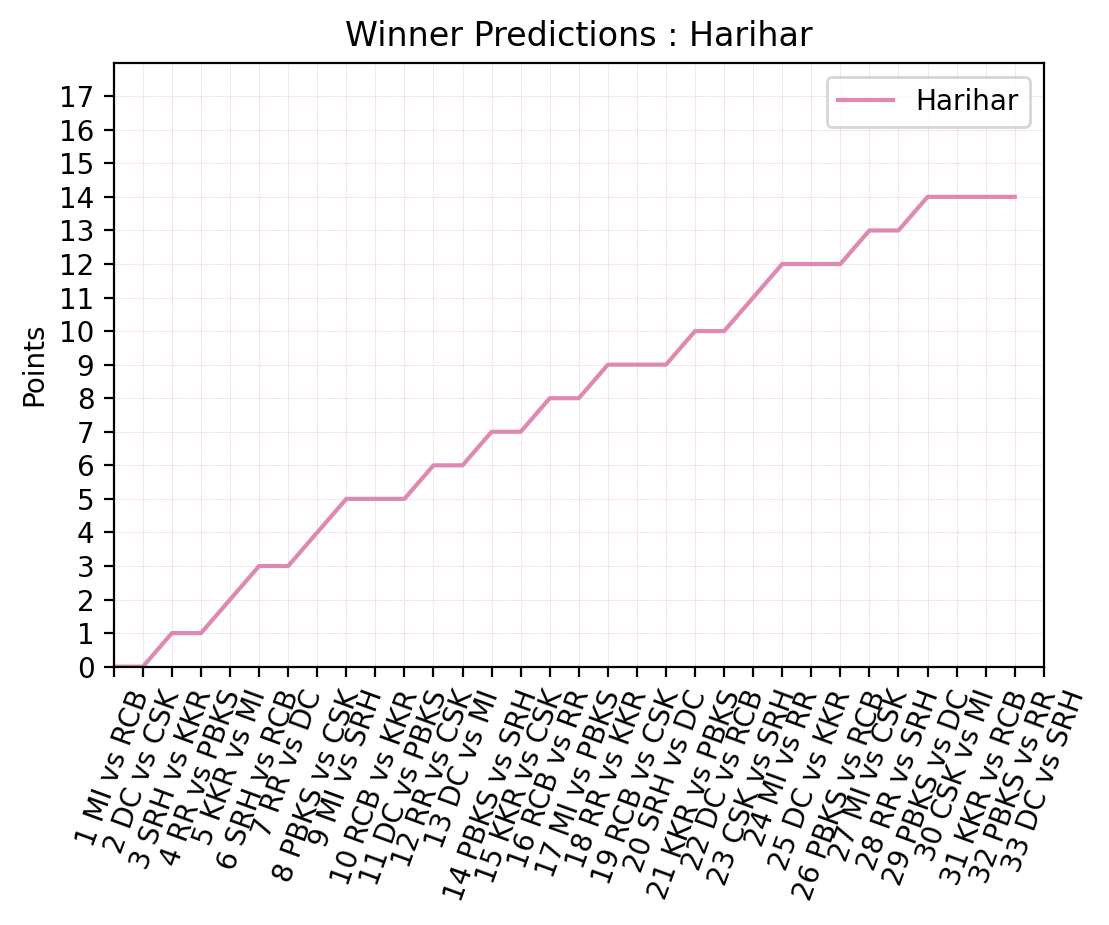 Winner Predictions : Harihar
Harihar
Points
17
16
15
14
13
12
11
10
9
8
7
6
5
4
3
2
1
0
1 MI vs RCB
2 DC vs CSK
3 SRH vs KKR
4 RR vs PBKS
5 KKR vs MI
6 SRH vs RCB
7 RR vs DC
8 PBKS vs CSK
9 MI vs SRH
10 RCB vs KKR
11 DC vs PBKS
12 RR vs CSK
13 DC vs MI
14 PBKS vs SRH
15 KKR vs CSK
16 RCB vs RR
17 MI vs PBKS
18 RR vs KKR
19 RCB vs CSK
20 SRH vs DC
21 KKR vs PBKS
22 DC vs RCB
23 CSK vs SRH
24 MI vs RR
25 DC vs KKR
26 PBKS vs RCB
27 MI vs CSK
28 RR vs SRH
29 PBKS vs DC
30 CSK vs MI
31 KKR vs RCB
32 PBKS vs RR
33 DC vs SRH